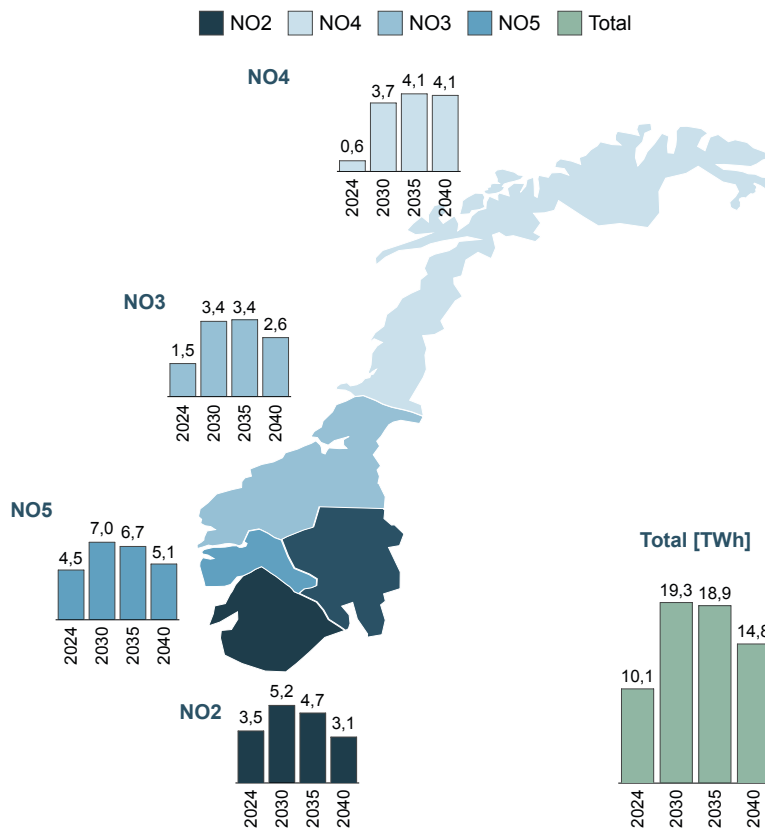 NO2 NO4 NO3 NO5 Total
NO4
0,6 3,7 4,1 4,1
2024 2030 2035 2040
NO3
1,5 3,4 3,4 2,6
2024 2030 2035 2040
NO5
4,5 7,0 6,7 5,1
2024 2030 2035 2040
Total [TWh]
10,1 19,3 18,9 14,8
2024 2030 2035 2040
NO2
3,5 5,2 4,7 3,1
2024 2030 2035 2040